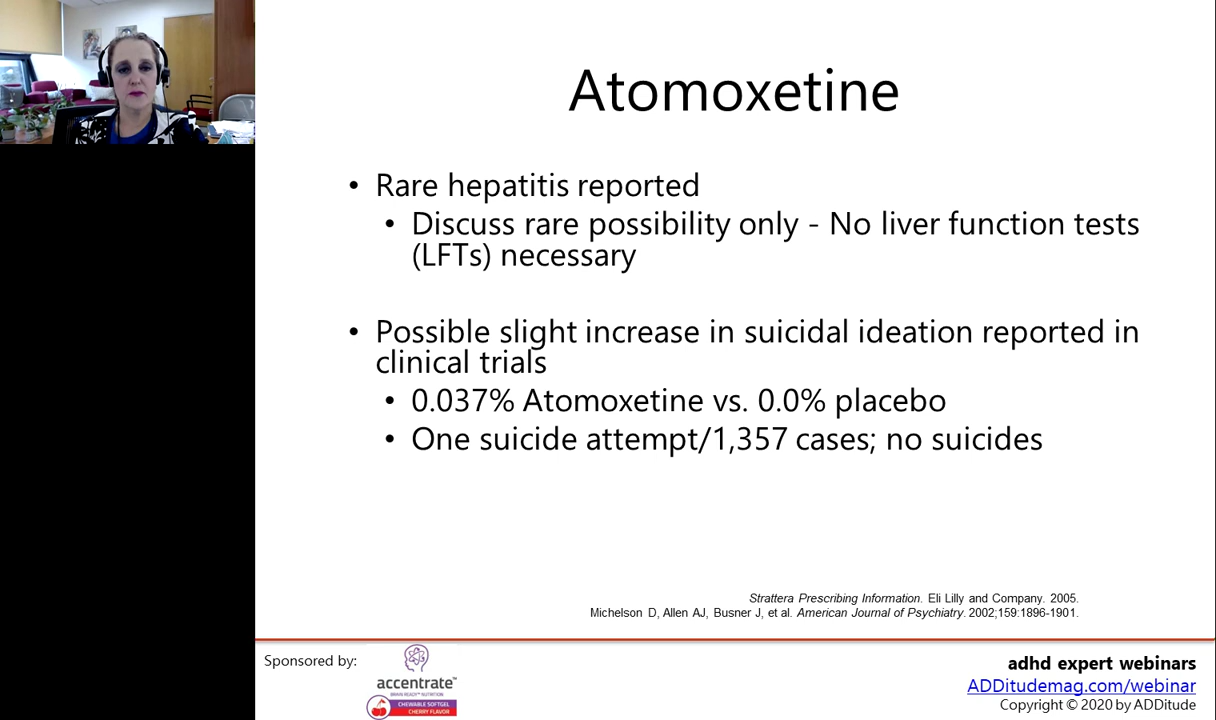 Atomoxetine
• Rare hepatitis reported
• Discuss rare possibility only - No liver function tests
(LFTs) necessary
• Possible slight increase in suicidal ideation reported in
clinical trials
• 0.037% Atomoxetine vs. 0.0% placebo
• One suicide attempt/1,357 cases; no suicides
Strattera Prescribing Information. Eli Lilly and Company. 2005.
Michelson D, Allen AJ, Busner J, et al. American Journal of Psychiatry. 2002;159:1896-1901.
Sponsored by:
accentrate™
BRAIN READY™ NUTRITION
CHEWABLE SOFTGEL
CHERRY FLAVOR
adhd expert webinars
ADDitudemag.com/webinar
Copyright © 2020 by ADDitude